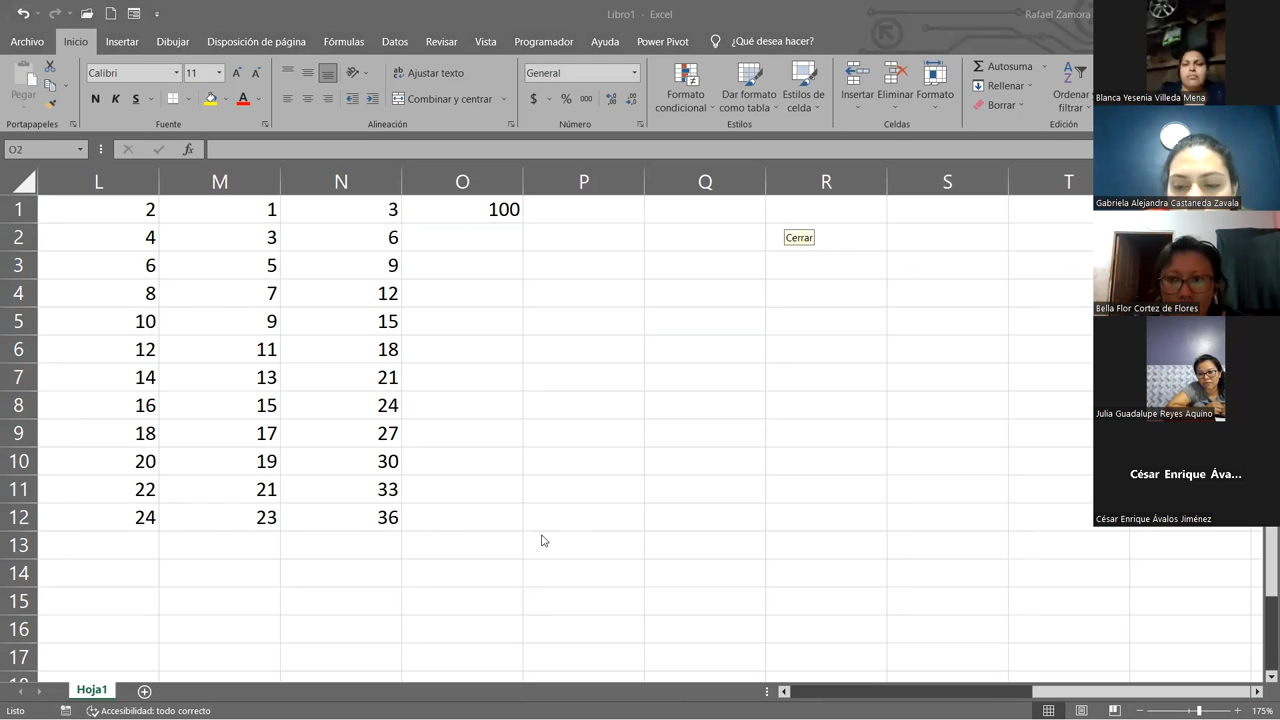 Libro1 - Excel
Rafael Zamora
Archivo Inicio Insertar Dibujar Disposición de página Fórmulas Datos Revisar Vista Programador Ayuda Power Pivot ¿Qué desea hacer?
Pegar
Portapapeles
Calibri 11
N K S
Fuente
Ajustar texto
Combinar y centrar
Alineación
General
$ % 000
Número
Formato condicional
Dar formato como tabla
Estilos de celda
Estilos
Insertar Eliminar Formato
Celdas
Autosuma
Rellenar
Borrar
Ordenar
filtrar
Edición
O2
fx
L M N O P Q R S T
1 2 1 3 100
2 4 3 6
Cerrar
3 6 5 9
4 8 7 12
5 10 9 15
6 12 11 18
7 14 13 21
8 16 15 24
9 18 17 27
10 20 19 30
11 22 21 33
12 24 23 36
13
14
15
16
17
Hoja1
Listo
Accesibilidad: todo correcto
175%
Blanca Yesenia Villeda Mena
Gabriela Alejandra Castaneda Zavala
Bella Flor Cortez de Flores
Julia Guadalupe Reyes Aquino
César Enrique Áva...
César Enrique Ávalos Jiménez